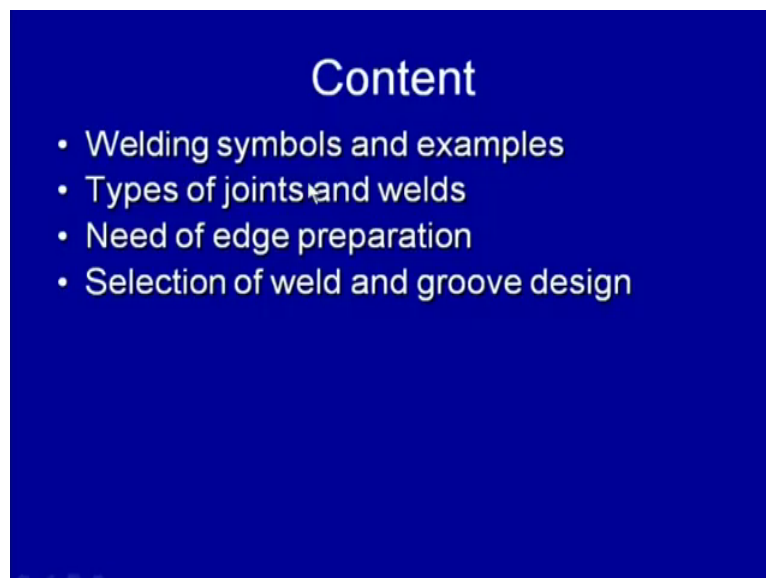 Content
• Welding symbols and examples
• Types of joints and welds
• Need of edge preparation
• Selection of weld and groove design